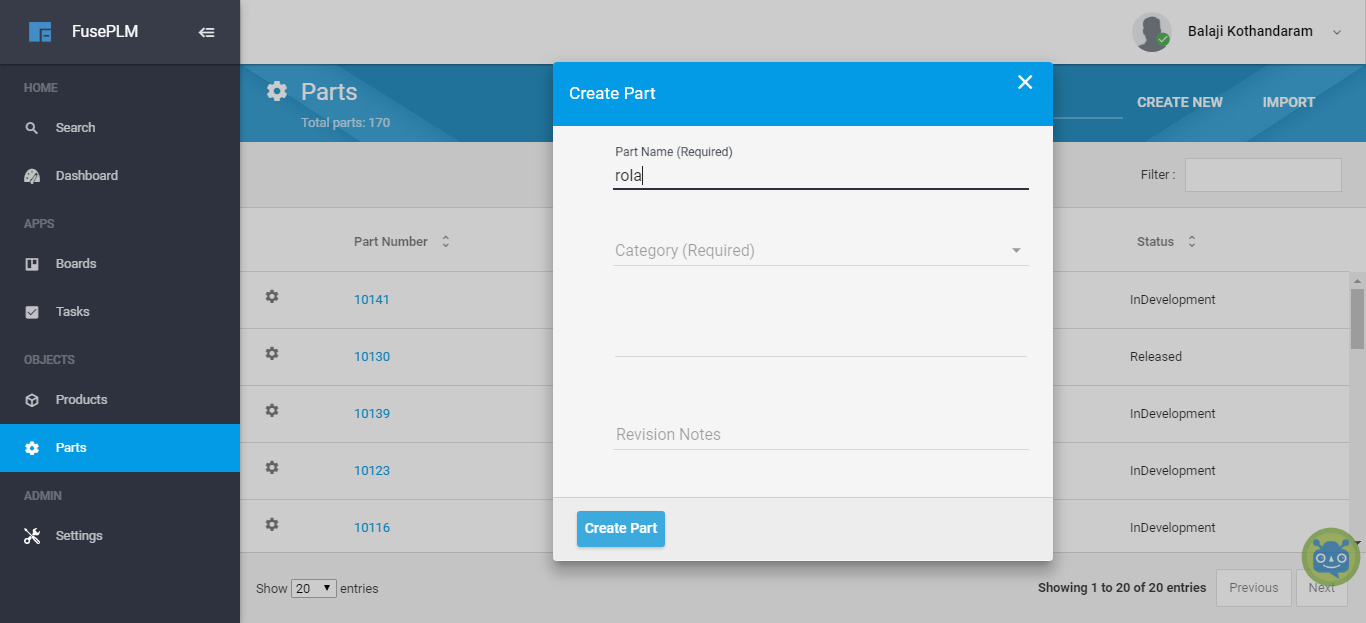 FusePLM
HOME
Search
Dashboard
APPS
Boards
Tasks
OBJECTS
Products
Parts
ADMIN
Settings
Balaji Kothandaram
Parts
Total parts: 170
CREATE NEW
IMPORT
Filter :
Part Number
Status
10141
InDevelopment
10130
Released
10139
InDevelopment
10123
InDevelopment
10116
InDevelopment
Show 20 entries
Showing 1 to 20 of 20 entries
Previous
Next
Create Part
Part Name (Required)
rola
Category (Required)
Revision Notes
Create Part